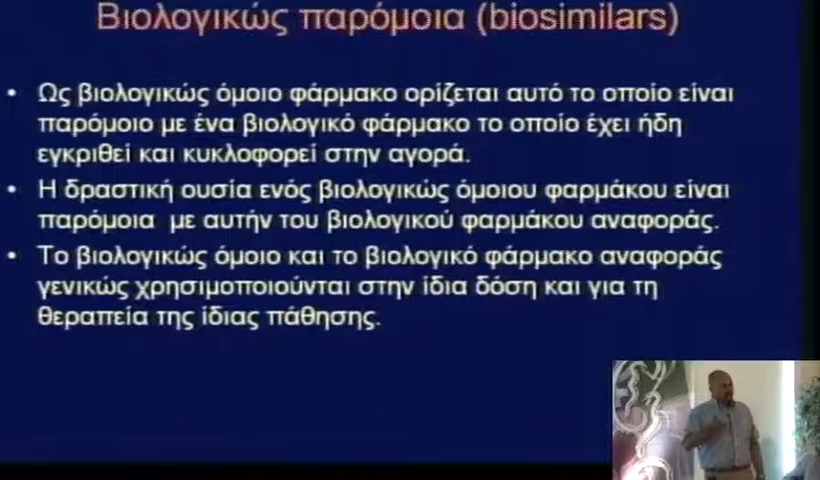 Βιολογικώς παρόμοια (biosimilars)
• Ως βιολογικώς όμοιο φάρμακο ορίζεται αυτό το οποίο είναι
παρόμοιο με ένα βιολογικό φάρμακο το οποίο έχει ήδη
εγκριθεί και κυκλοφορεί στην αγορά.
• Η δραστική ουσία ενός βιολογικώς όμοιου φαρμάκου είναι
παρόμοια με αυτήν του βιολογικού φαρμάκου αναφοράς.
• Το βιολογικώς όμοιο και το βιολογικό φάρμακο αναφοράς
γενικώς χρησιμοποιούνται στην ίδια δόση και για τη
θεραπεία της ίδιας πάθησης.